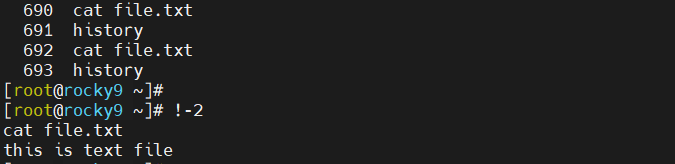 690  cat file.txt
691  history
692  cat file.txt
693  history
[root@rocky9 ~]#
[root@rocky9 ~]# !-2
cat file.txt
this is text file